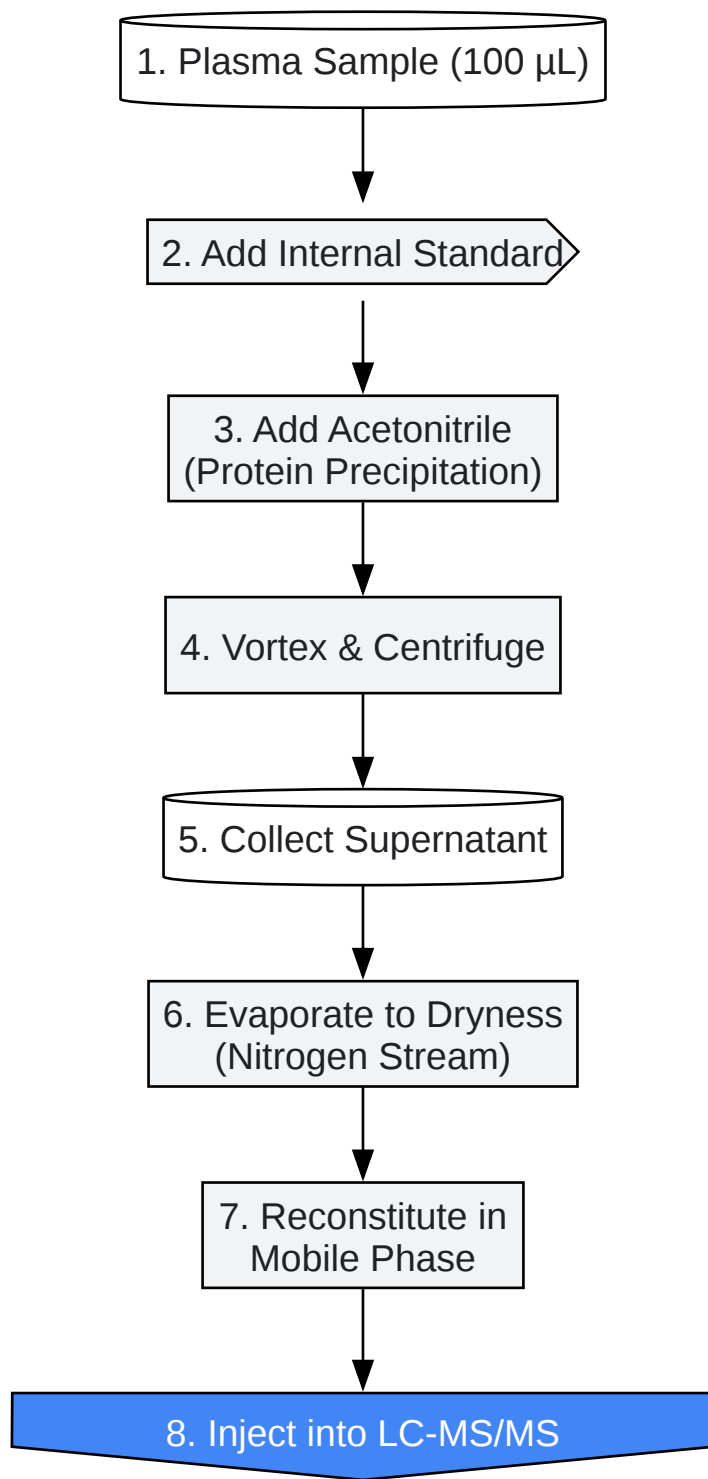 1. Plasma Sample (100 µL)
2. Add Internal Standard
3. Add Acetonitrile
(Protein Precipitation)
4. Vortex & Centrifuge
5. Collect Supernatant
6. Evaporate to Dryness
(Nitrogen Stream)
7. Reconstitute in
Mobile Phase
8. Inject into LC-MS/MS